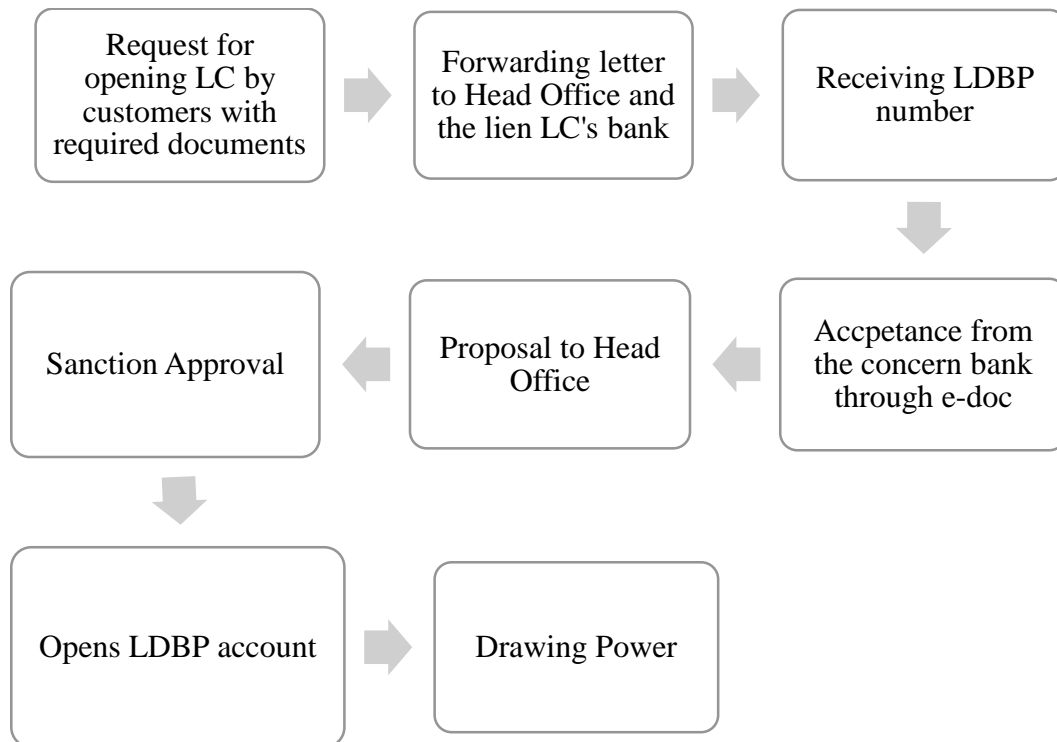 Request for
opening LC by
customers with
required documents
Forwarding letter
to Head Office and
the lien LC's bank
Receiving LDBP
number
Accpetance from
the concern bank
through e-doc
Proposal to Head
Office
Sanction Approval
Opens LDBP account
Drawing Power